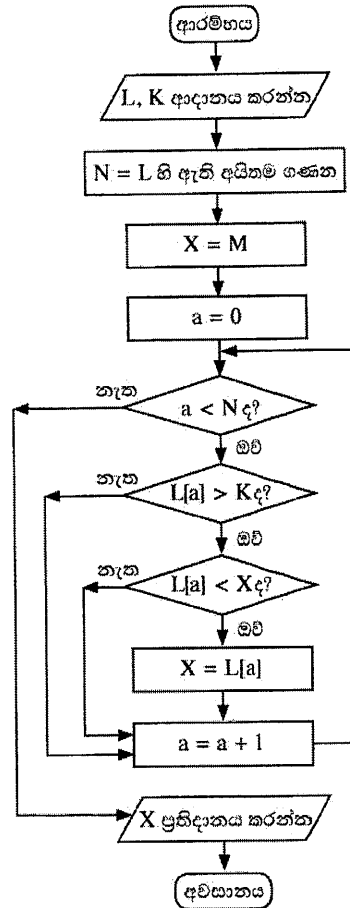 ආරම්භය
L, K ආදානය කරන්න
N = L හි ඇති අයිතම ගණන
X = M
a = 0
නැත
a < N ද?
ඔව්
නැත
L[a] > K ද?
ඔව්
නැත
L[a] < X ද?
ඔව්
X = L[a]
a = a + 1
X ප්‍රතිදානය කරන්න
අවසානය